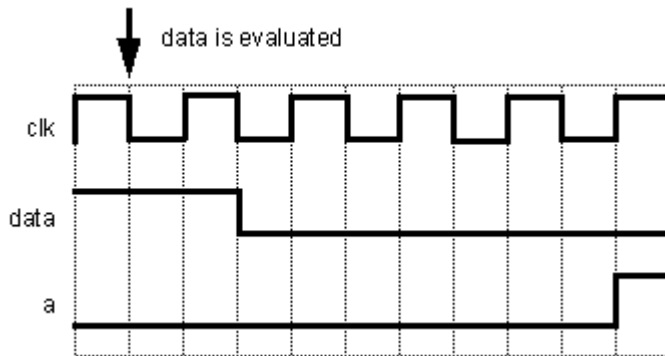 data is evaluated
clk
data
a